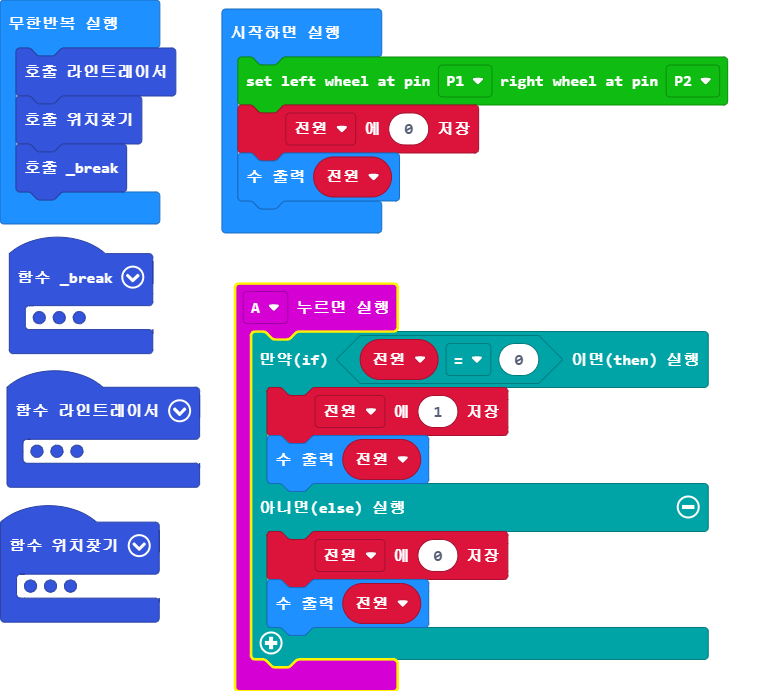 무한반복 실행
호출 라인트레이서
호출 위치찾기
호출 _break
함수 _break
함수 라인트레이서
함수 위치찾기
시작하면 실행
set left wheel at pin P1 right wheel at pin P2
전원 에 0 저장
수 출력 전원
A 누르면 실행
만약(if) 전원 = 0 이면(then) 실행
전원 에 1 저장
수 출력 전원
아니면(else) 실행
전원 에 0 저장
수 출력 전원